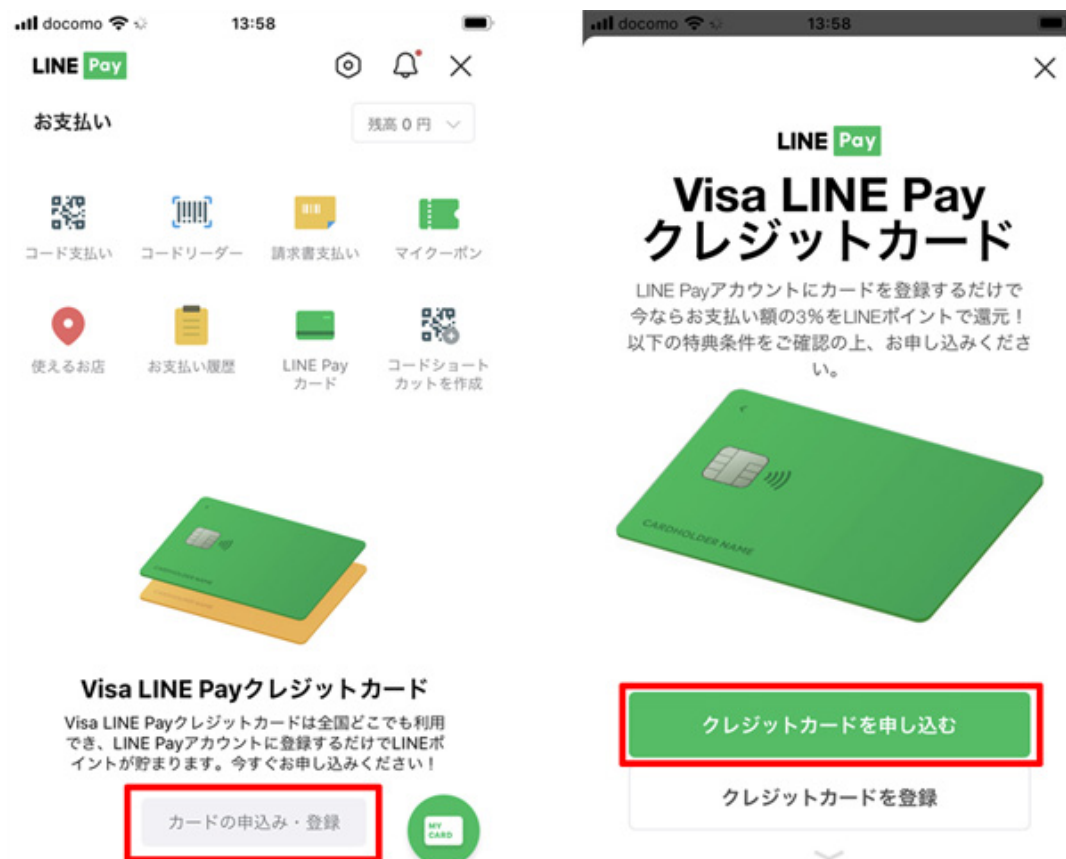 docomo 13:58
LINE Pay
お支払い
残高 0 円
コード支払い コードリーダー 請求書支払い マイクーポン
使えるお店 お支払い履歴 LINE Pay コードショート
カード カットを作成
CARDHOLDER NAME
CARDHOLDER NAME
Visa LINE Payクレジットカード
Visa LINE Payクレジットカードは全国どこでも利用
でき、LINE Payアカウントに登録するだけでLINEポ
イントが貯まります。今すぐお申し込みください！
カードの申込み・登録
MY
CARD
docomo 13:58
LINE Pay
Visa LINE Pay
クレジットカード
LINE Payアカウントにカードを登録するだけで
今ならお支払い額の3%をLINEポイントで還元！
以下の特典条件をご確認の上、お申し込みくださ
い。
CARDHOLDER NAME
クレジットカードを申し込む
クレジットカードを登録